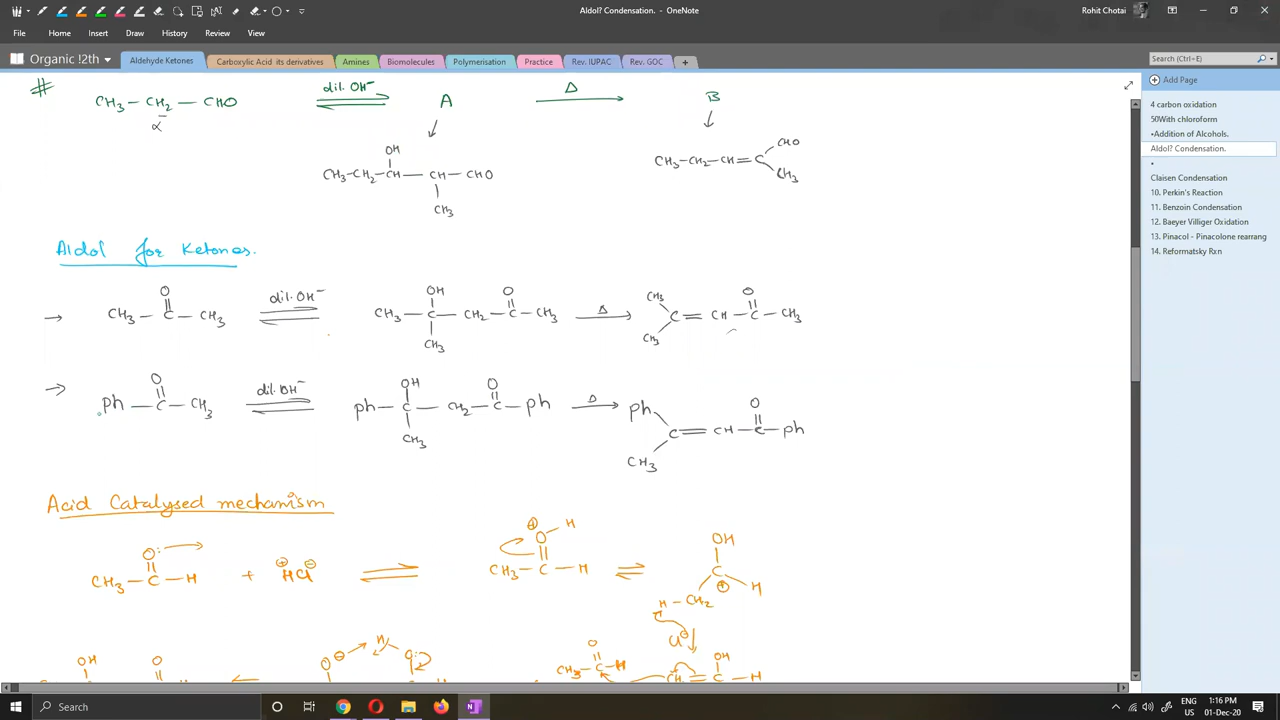 Aldol? Condensation. - OneNote
Rohit Chotai
File Home Insert Draw History View
Organic !2th
Aldehyde Ketones Carboxylic Acid its derivatives Amines Biomolecules Polymerisation Practice Rev. IUPAC Rev. GOC
Search (Ctrl+E)
Add Page
4 carbon oxidation
50With chloroform
•Addition of Alcohols.
Aldol? Condensation.
•
Claisen Condensation
10. Perkin's Reaction
11. Benzoin Condensation
12. Baeyer Villiger Oxidation
13. Pinacol - Pinacolone rearrang
14. Reformatsky Rxn
# CH3 — CH2 — CHO dil. OH⁻ A Δ B
α
OH
CH3-CH2-CH — CH — CHO
CH3
CHO
CH3-CH2-CH=C
CH3
Aldol for Ketones.
O dil. OH⁻ OH O CH3 O
→ CH3 — C — CH3 CH3 — C — CH2 — C — CH3 Δ C = CH — C — CH3
CH3 CH3
O dil. OH⁻ OH O O
→ Ph — C — CH3 Ph — C — CH2 — C — Ph Δ Ph C = CH — C — Ph
CH3 CH3
Acid Catalysed mechanism
O: ⊕ O H OH
CH3 — C — H + ⊕HCl⊖ CH3 — C — H C ⊕ H
H — CH2
Cl⊖
OH O O⊖ H O: O OH
CH3-C-H CH2=C-H
Search
ENG
US
1:16 PM
01-Dec-20